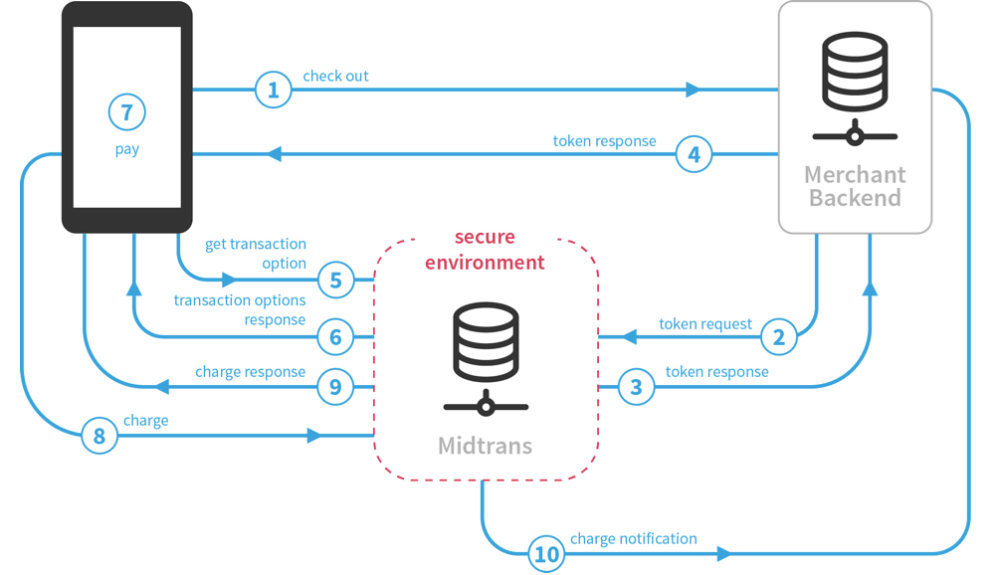 1
check out
7
pay
token response
4
Merchant
Backend
secure
environment
get transaction
option
5
transaction options
response
6
token request
2
charge response
9
3
token response
8
charge
Midtrans
10
charge notification